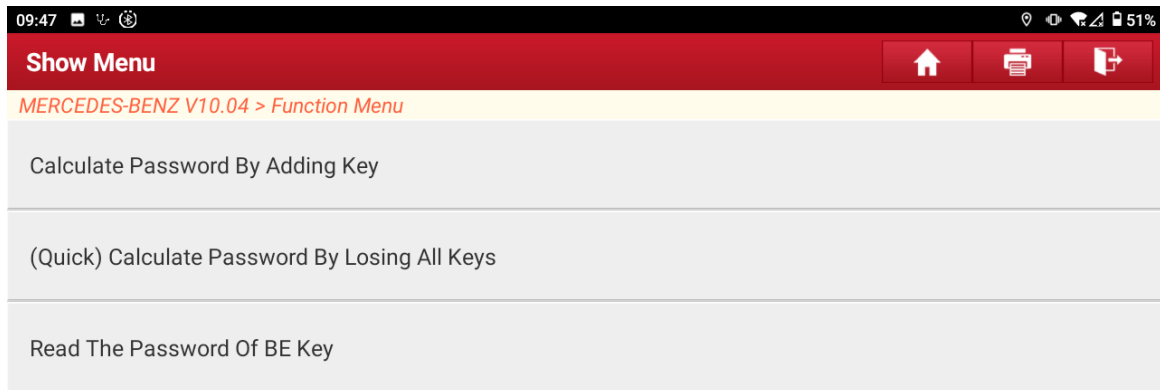 09:47
51%
Show Menu
MERCEDES-BENZ V10.04 > Function Menu
Calculate Password By Adding Key
(Quick) Calculate Password By Losing All Keys
Read The Password Of BE Key